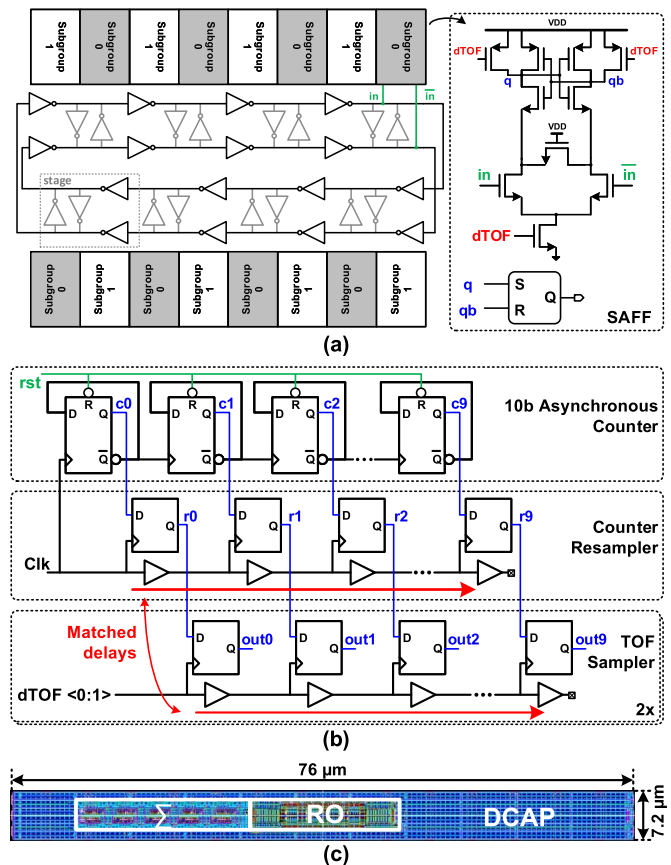 Subgroup 1
Subgroup 0
Subgroup 1
Subgroup 0
Subgroup 1
Subgroup 0
Subgroup 1
Subgroup 0
in
in
stage
Subgroup 0
Subgroup 1
Subgroup 0
Subgroup 1
Subgroup 0
Subgroup 1
Subgroup 0
Subgroup 1
VDD
dTOF
dTOF
q
qb
VDD
in
in
dTOF
q
qb
S
R
Q
SAFF
(a)
rst
R
D
Q
Q
c0
R
D
Q
Q
c1
R
D
Q
Q
c2
R
D
Q
Q
c9
10b Asynchronous
Counter
D
Q
r0
D
Q
r1
D
Q
r2
D
Q
r9
Counter
Resampler
Clk
Matched
delays
D
Q
out0
D
Q
out1
D
Q
out2
D
Q
out9
TOF
Sampler
dTOF <0:1>
2x
(b)
76 µm
Σ
RO
DCAP
7.2 µm
(c)